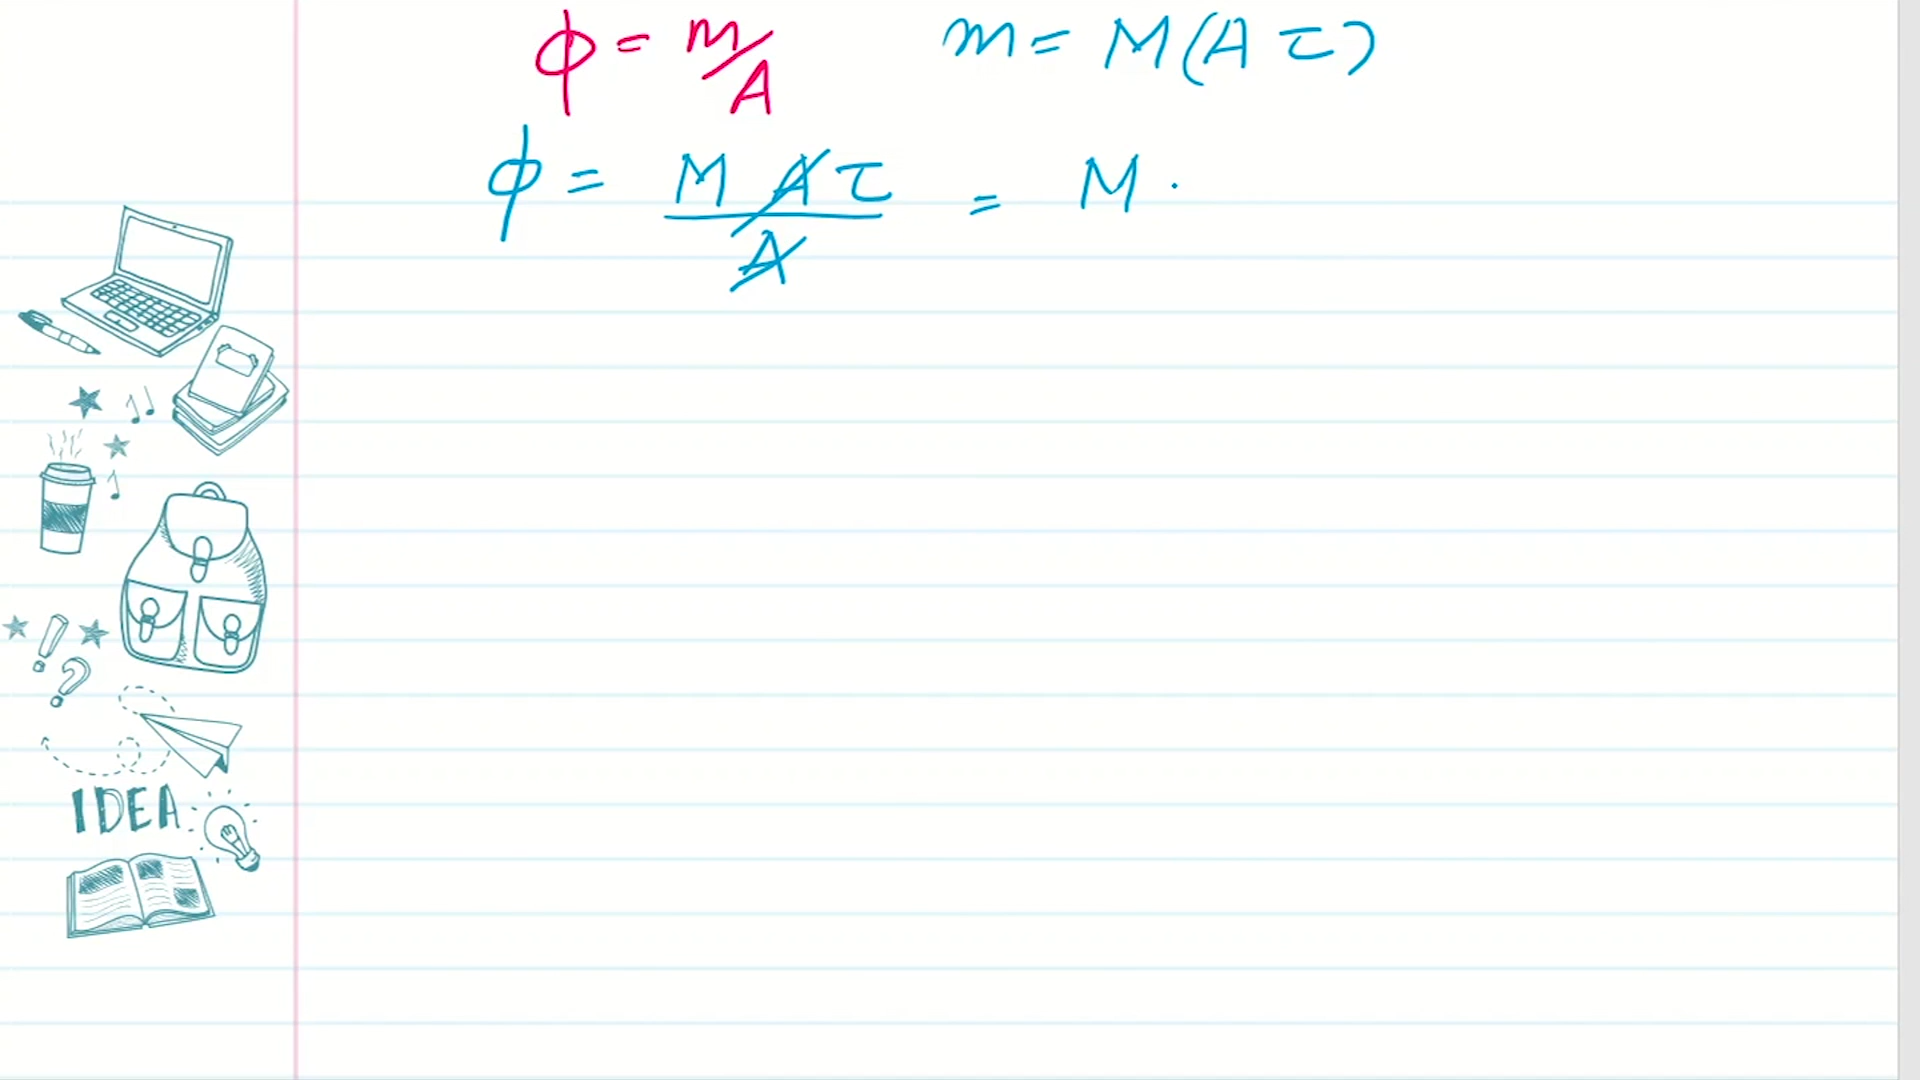 ϕ = m/A m = M(A τ)
ϕ = M A τ / A = M .
IDEA